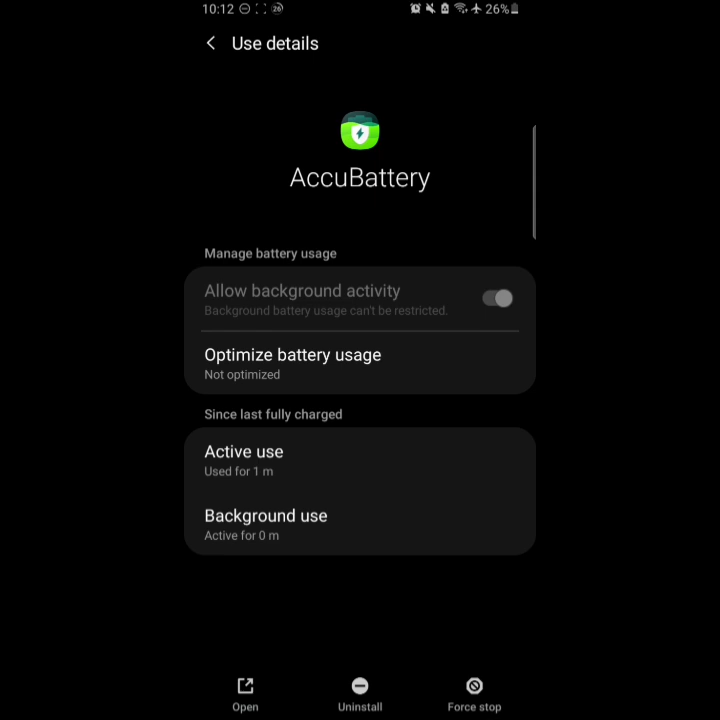 10:12 26%
Use details
AccuBattery
Manage battery usage
Allow background activity
Background battery usage can't be restricted.
Optimize battery usage
Not optimized
Since last fully charged
Active use
Used for 1 m
Background use
Active for 0 m
Open Uninstall Force stop